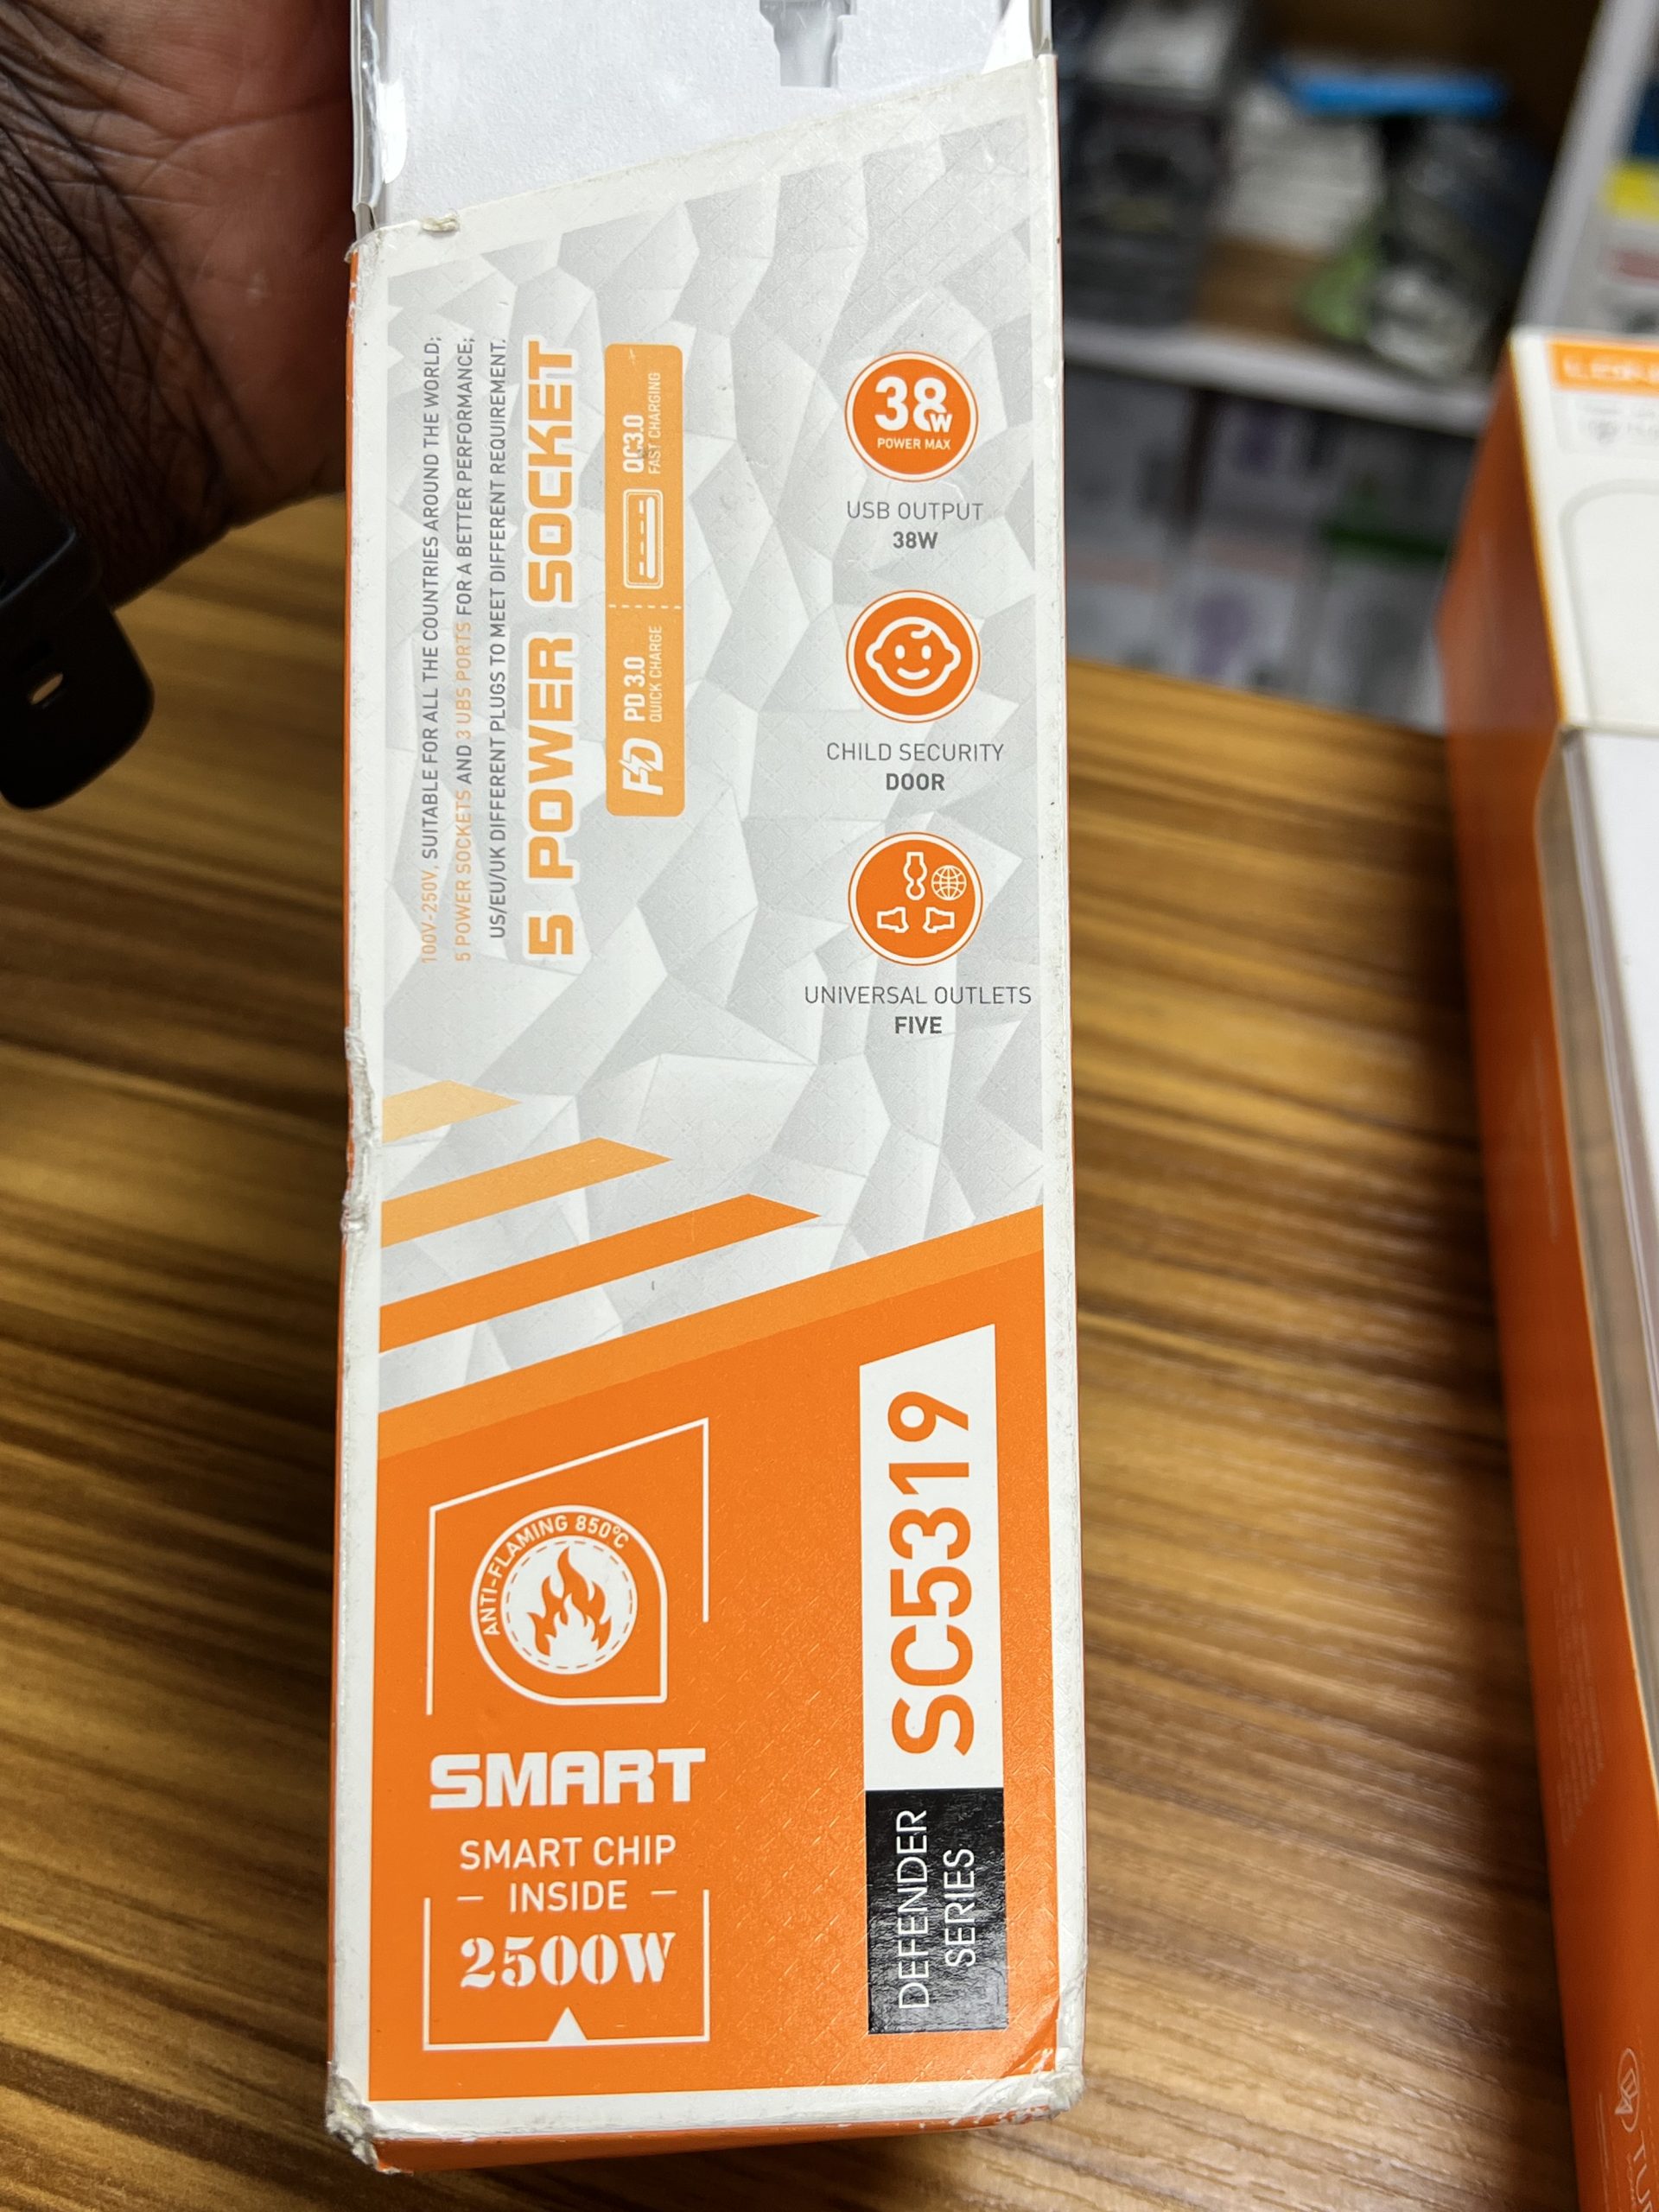 100V-250V, SUITABLE FOR ALL THE COUNTRIES AROUND THE WORLD;
5 POWER SOCKETS AND 3 UBS PORTS FOR A BETTER PERFORMANCE;
US/EU/UK DIFFERENT PLUGS TO MEET DIFFERENT REQUIREMENT.
5 POWER SOCKET
PD 3.0
QUICK CHARGE
QC3.0
FAST CHARGING
38W
POWER MAX
USB OUTPUT
38W
CHILD SECURITY
DOOR
UNIVERSAL OUTLETS
FIVE
ANTI-FLAMING 850℃
SMART
SMART CHIP
— INSIDE —
2500W
DEFENDER
SERIES
SC5319